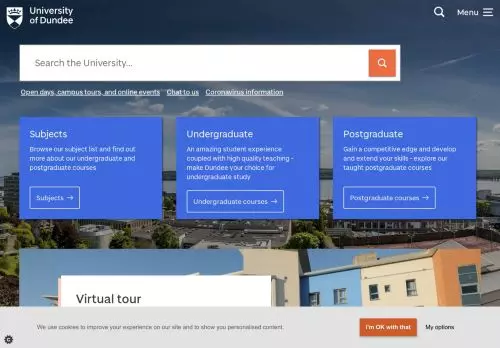 University
of Dundee
Menu
Search the University...
Open days, campus tours, and online events
Chat to us
Coronavirus information
Subjects
Browse our subject list and find out
more about our undergraduate and
postgraduate courses
Subjects →
Undergraduate
An amazing student experience
coupled with high quality teaching -
make Dundee your choice for
undergraduate study
Undergraduate courses →
Postgraduate
Gain a competitive edge and develop
and extend your skills - explore our
taught postgraduate courses
Postgraduate courses →
Virtual tour
We use cookies to improve your experience on our site and to show you personalised content.
I'm OK with that
My options